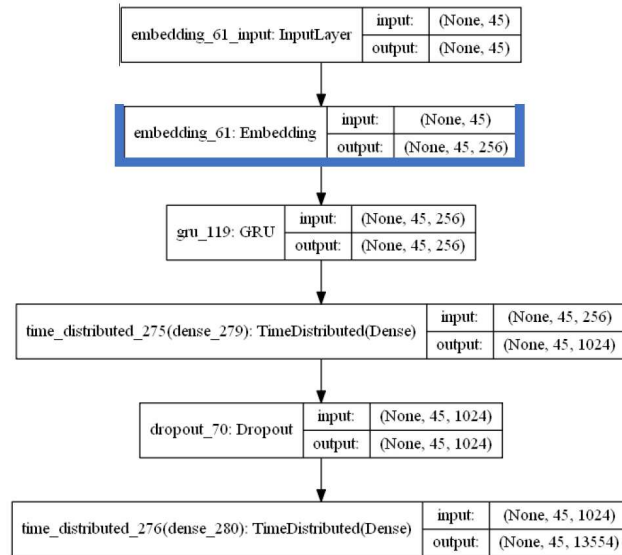 embedding_61_input: InputLayer
input: (None, 45)
output: (None, 45)
embedding_61: Embedding
input: (None, 45)
output: (None, 45, 256)
gru_119: GRU
input: (None, 45, 256)
output: (None, 45, 256)
time_distributed_275(dense_279): TimeDistributed(Dense)
input: (None, 45, 256)
output: (None, 45, 1024)
dropout_70: Dropout
input: (None, 45, 1024)
output: (None, 45, 1024)
time_distributed_276(dense_280): TimeDistributed(Dense)
input: (None, 45, 1024)
output: (None, 45, 13554)